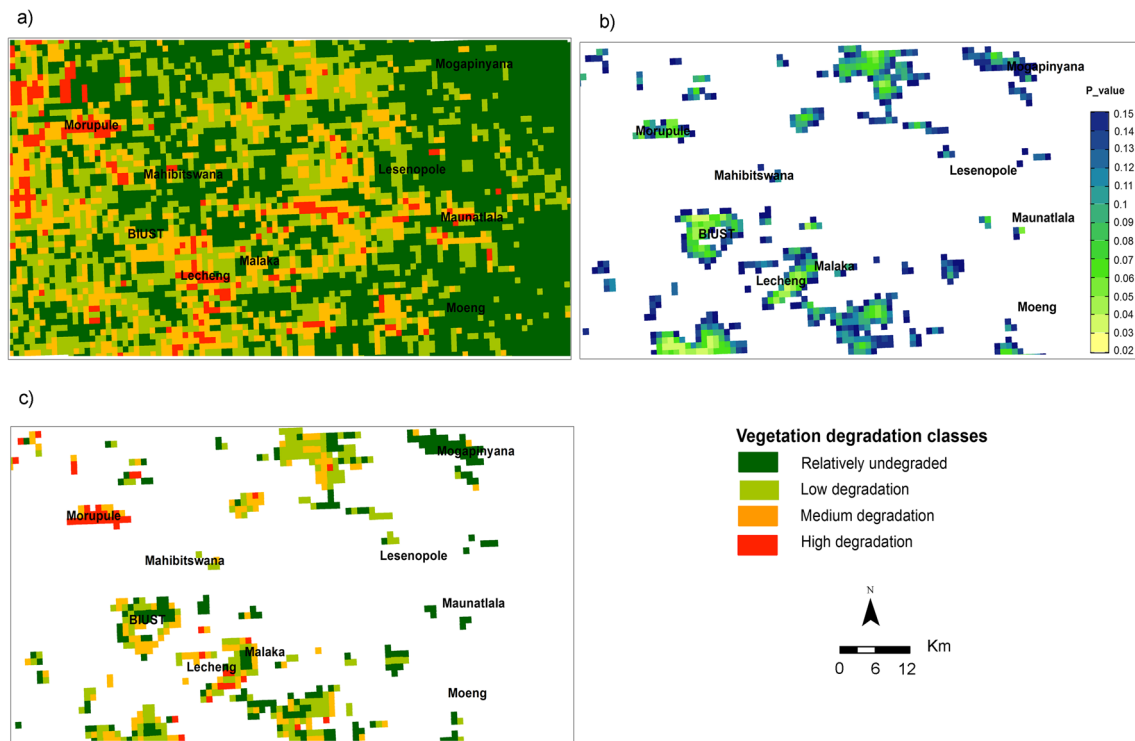 a)
Mogapinyana
Morupule
Mahibitswana
Lesenopole
Maunatlala
BIUST
Malaka
Lecheng
Moeng
b)
Mogapinyana
P_value
Morupule
Mahibitswana
Lesenopole
Maunatlala
BIUST
Malaka
Lecheng
Moeng
0.15
0.14
0.13
0.12
0.11
0.1
0.09
0.08
0.07
0.06
0.05
0.04
0.03
0.02
c)
Mogapinyana
Morupule
Mahibitswana
Lesenopole
Maunatlala
BIUST
Malaka
Lecheng
Moeng
Vegetation degradation classes
Relatively undegraded
Low degradation
Medium degradation
High degradation
N
Km
0 3 6 12